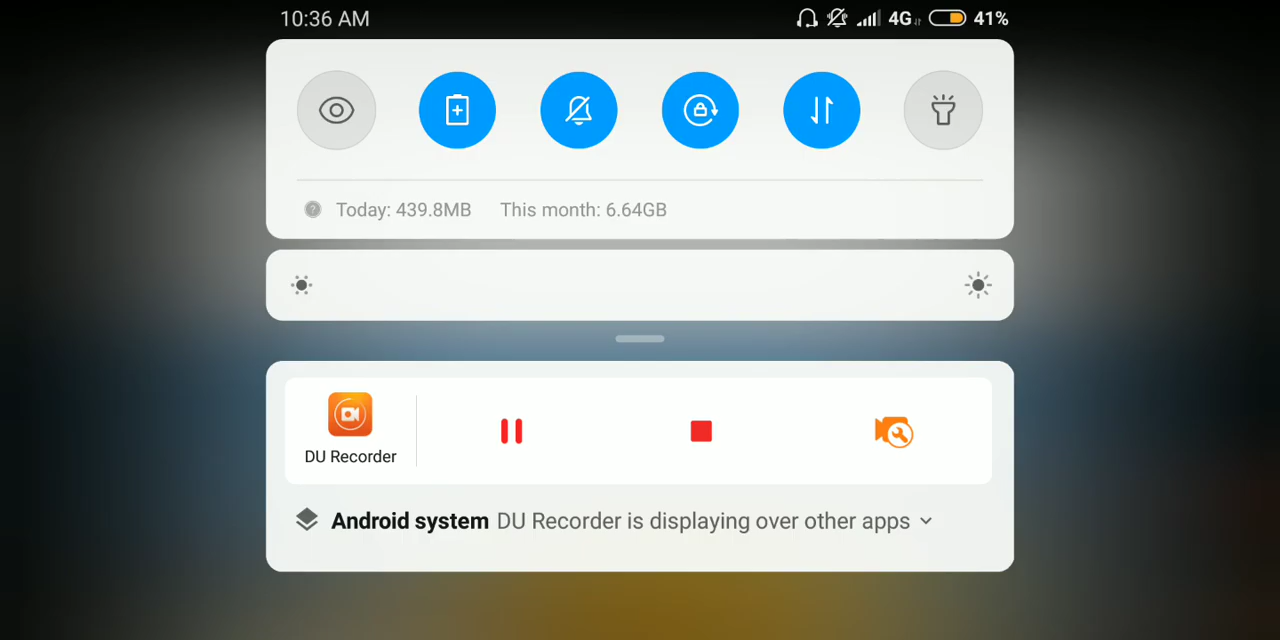 10:36 AM 4G 41%
Today: 439.8MB This month: 6.64GB
DU Recorder
Android system DU Recorder is displaying over other apps